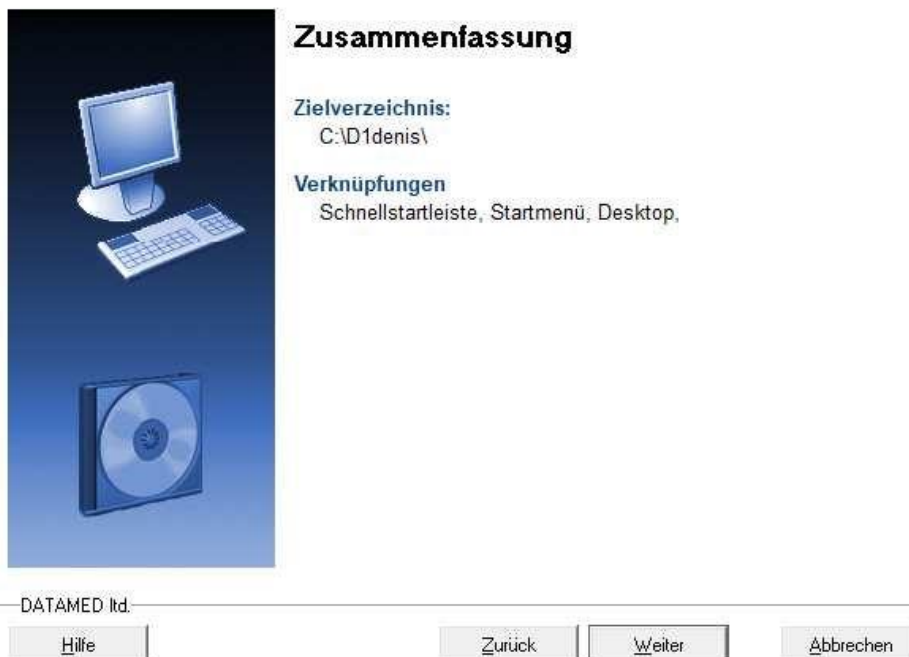 Zusammenfassung
Zielverzeichnis:
C:\D1denis\
Verknüpfungen
Schnellstartleiste, Startmenü, Desktop,
DATAMED ltd.
Hilfe
Zurück
Weiter
Abbrechen